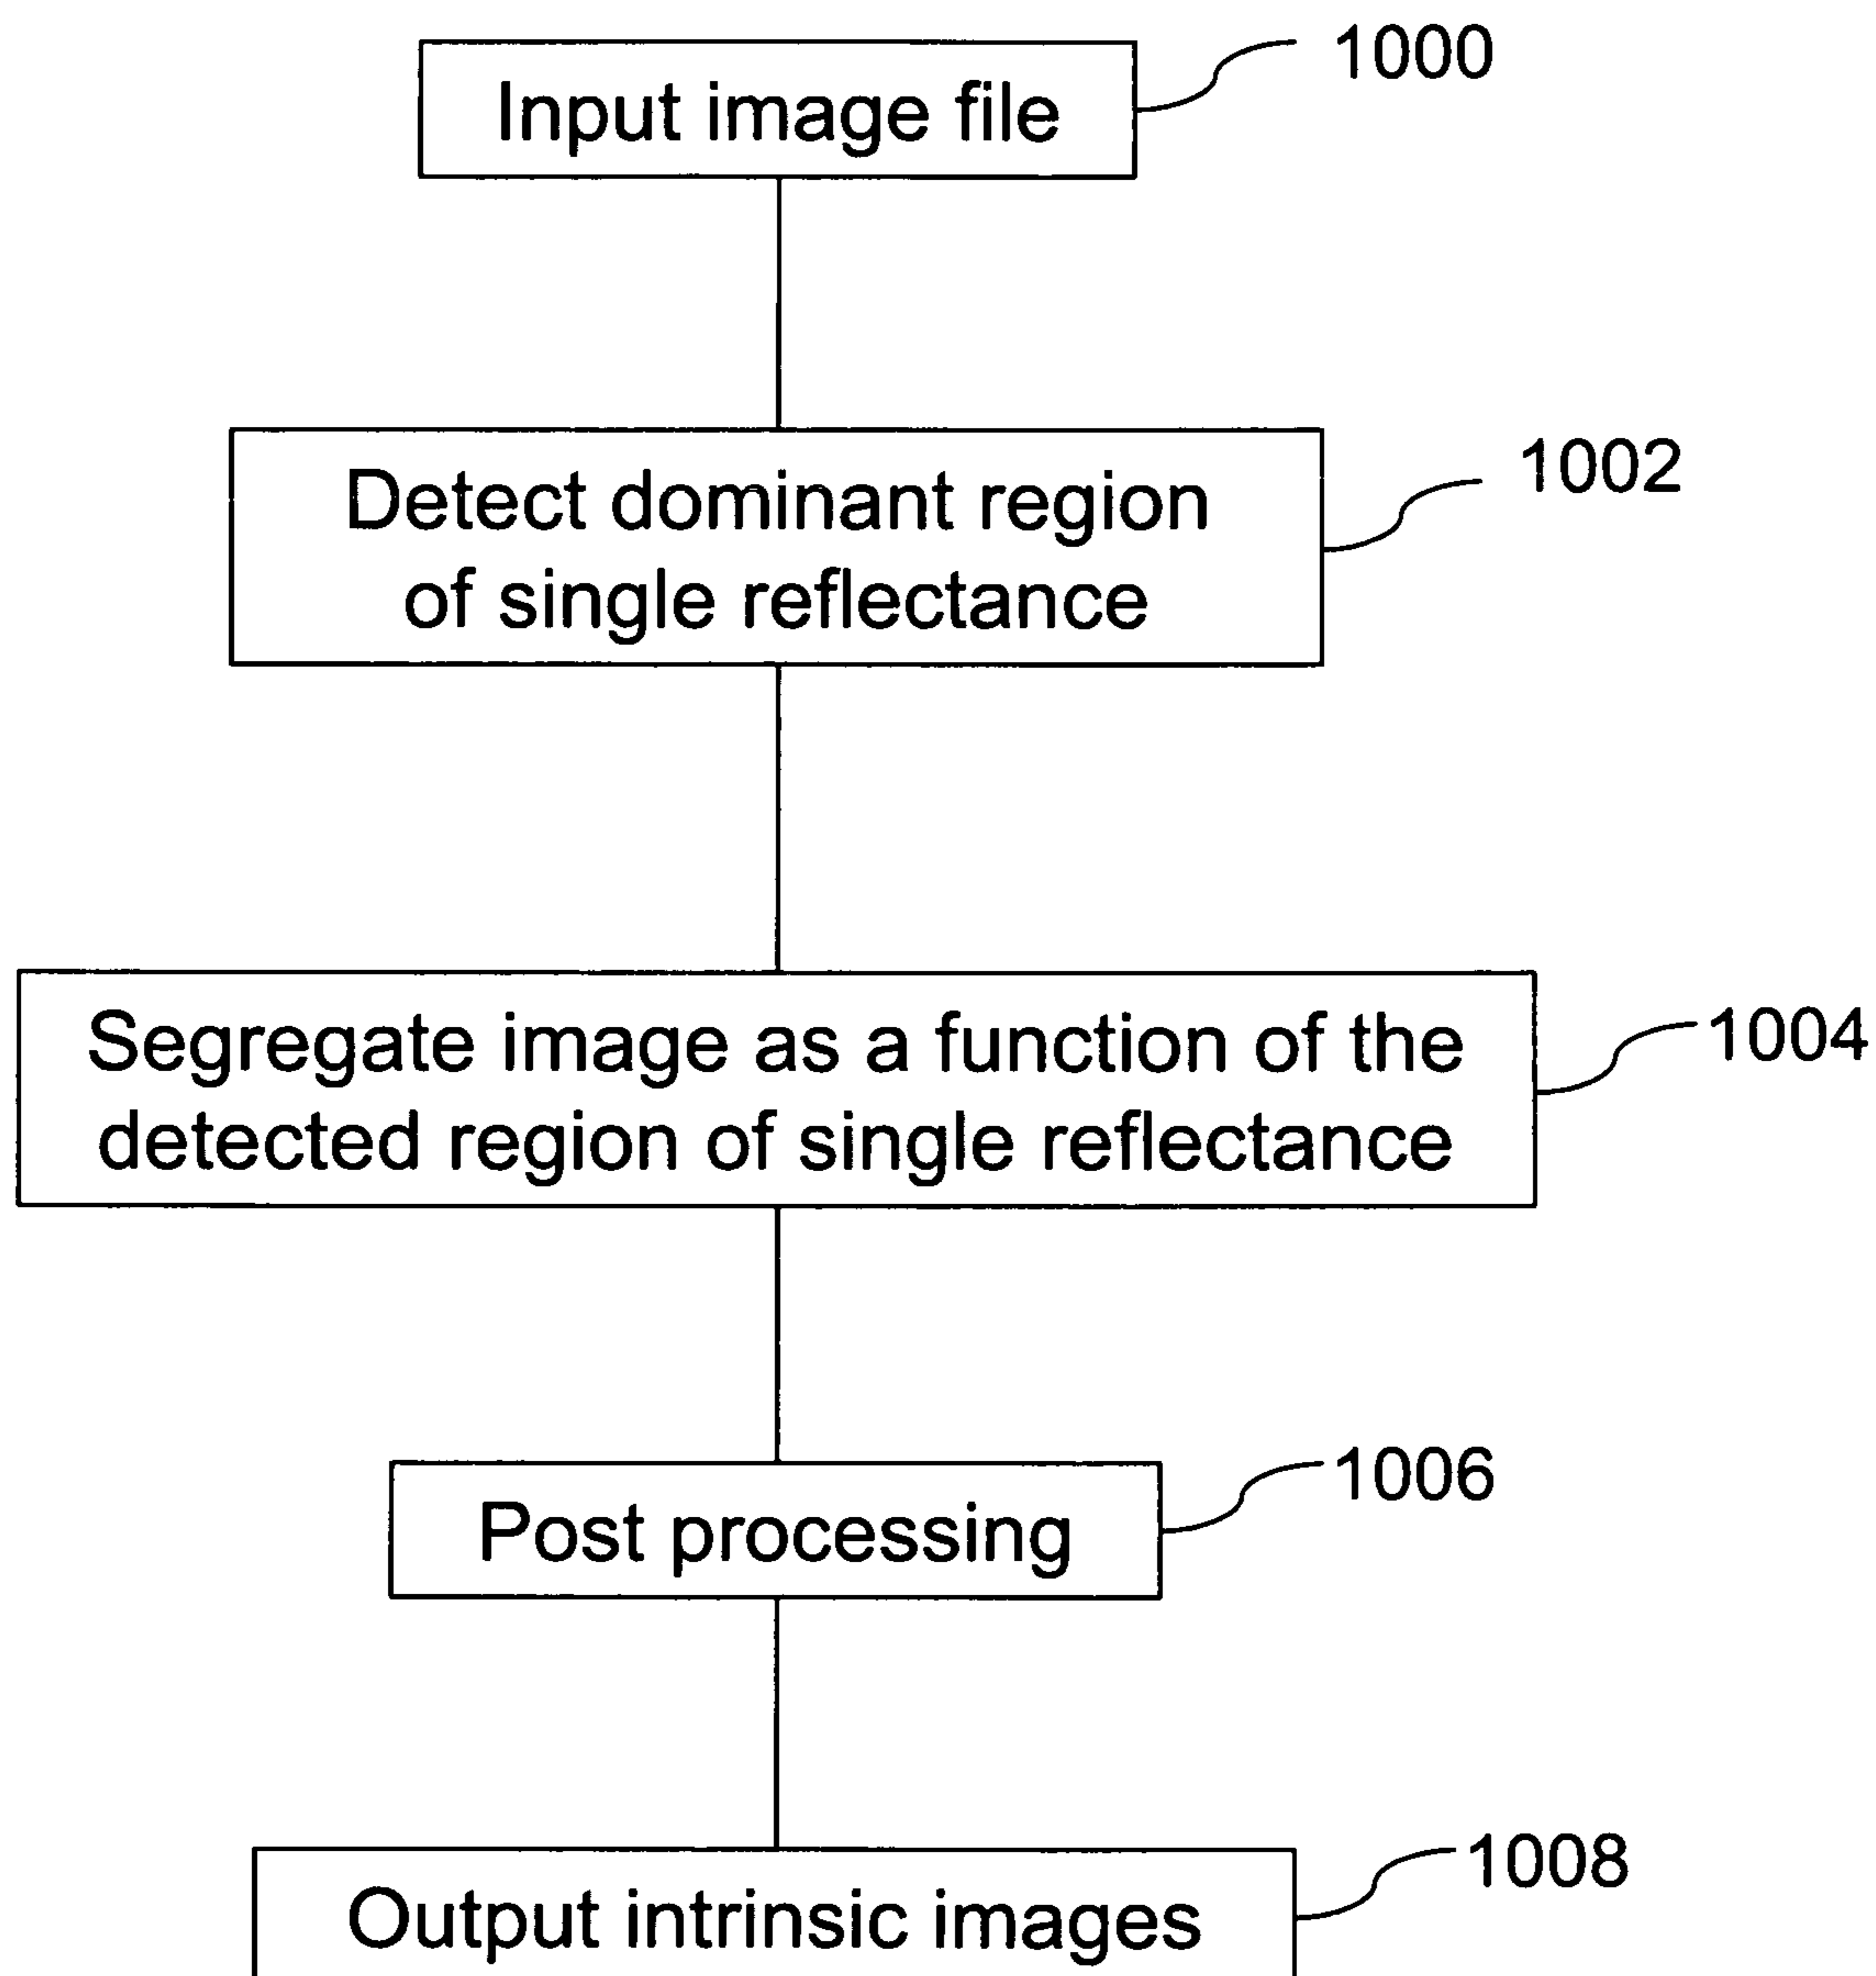 Input image file
1000
Detect dominant region
of single reflectance
1002
Segregate image as a function of the
detected region of single reflectance
1004
Post processing
1006
Output intrinsic images
1008